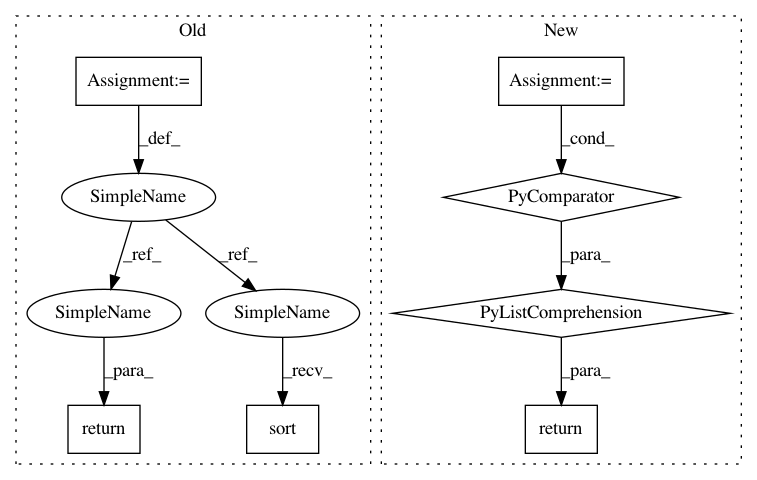 Old
New
Assignment:=
Assignment:=
_def_
_cond_
SimpleName
PyComparator
_ref_
_ref_
_para_
SimpleName
SimpleName
PyListComprehension
_para_
_recv_
_para_
return
sort
return